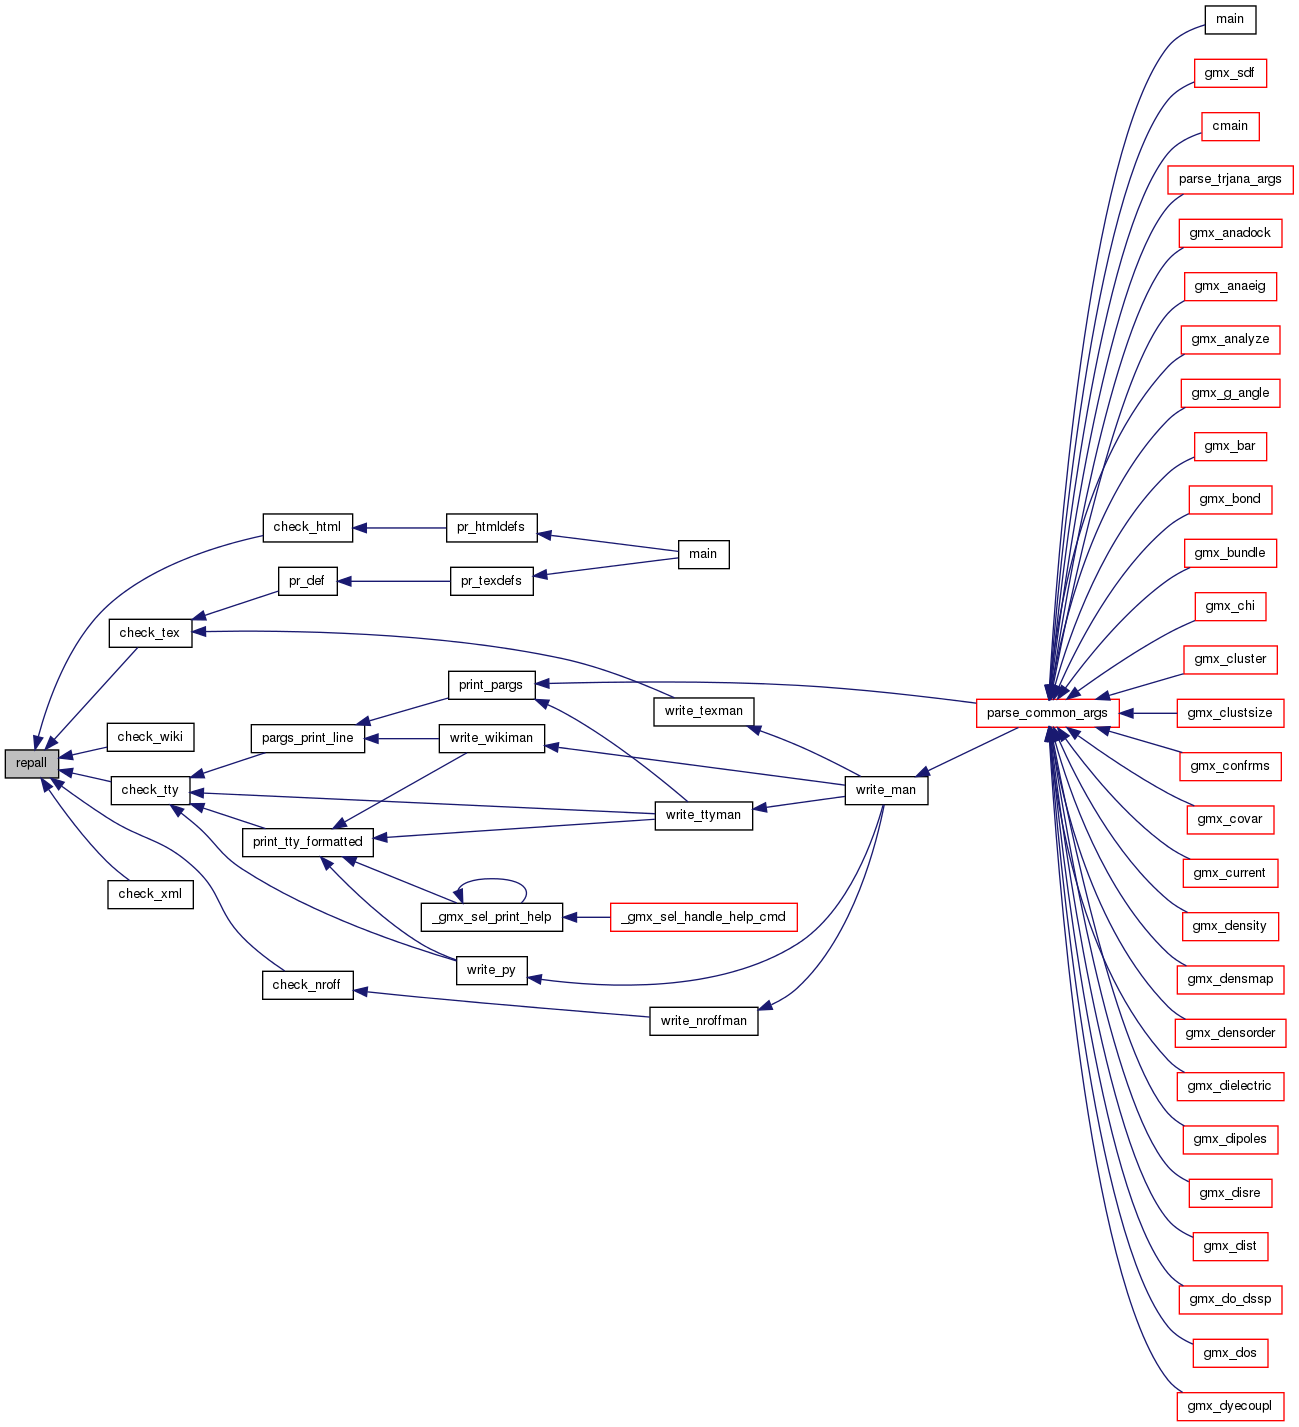 main
gmx_sdf
cmain
parse_trjana_args
gmx_anadock
gmx_anaeig
gmx_analyze
gmx_g_angle
gmx_bar
gmx_bond
check_html
pr_htmldefs
main
gmx_bundle
pr_def
pr_texdefs
gmx_chi
check_tex
gmx_cluster
print_pargs
write_texman
parse_common_args
gmx_clustsize
check_wiki
pargs_print_line
write_wikiman
repall
gmx_confrms
check_tty
write_man
write_ttyman
gmx_covar
print_tty_formatted
gmx_current
check_xml
_gmx_sel_print_help
_gmx_sel_handle_help_cmd
gmx_density
write_py
gmx_densmap
check_nroff
write_nroffman
gmx_densorder
gmx_dielectric
gmx_dipoles
gmx_disre
gmx_dist
gmx_do_dssp
gmx_dos
gmx_dyecoupl